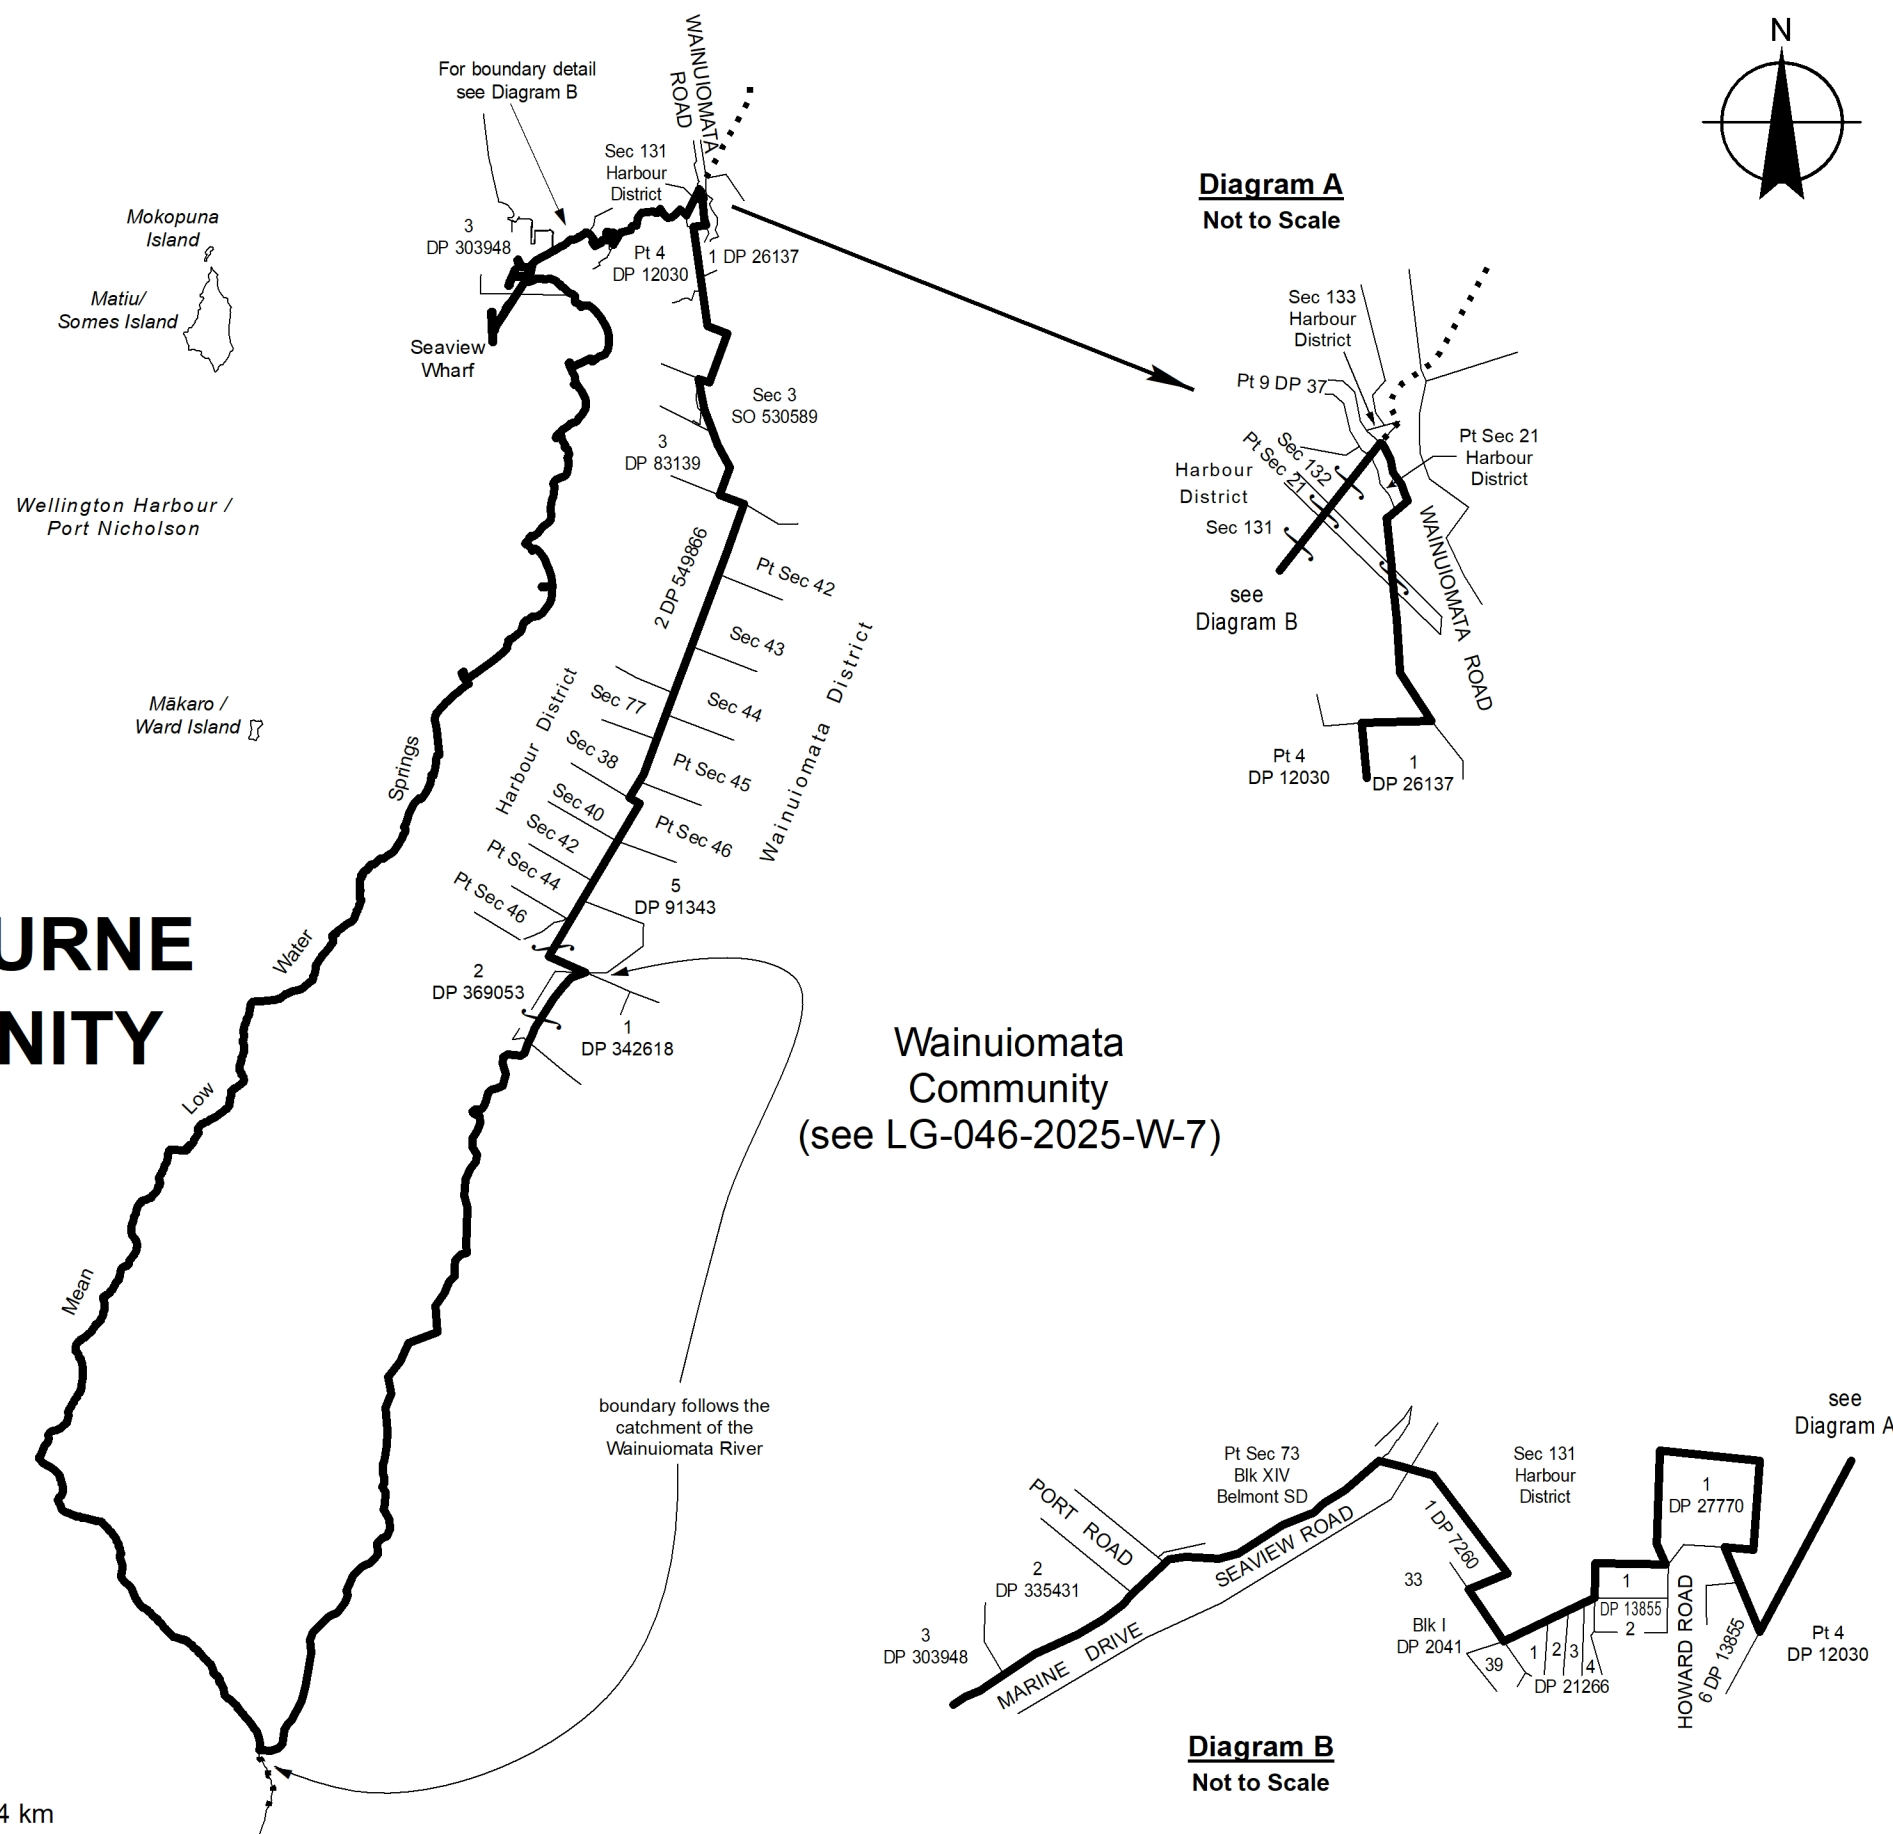 N
WAINUIOMATA
ROAD
For boundary detail
see Diagram B
Sec 131
Harbour
District
Mokopuna
Island
3
DP 303948
Pt 4
DP 12030
1 DP 26137
Matiu/
Somes Island
Seaview
Wharf
Sec 3
SO 530589
3
DP 83139
Wellington Harbour /
Port Nicholson
2 DP 549866
Pt Sec 42
Sec 43
Sec 44
Pt Sec 45
Pt Sec 46
Wainuiomata District
Harbour District
Sec 77
Sec 38
Sec 40
Sec 42
Pt Sec 44
Pt Sec 46
Mākaro /
Ward Island
5
DP 91343
2
DP 369053
1
DP 342618
Mean Low Water Springs
URNE
NITY
Wainuiomata
Community
(see LG-046-2025-W-7)
boundary follows the
catchment of the
Wainuiomata River
4 km
Diagram A
Not to Scale
Sec 133
Harbour
District
Pt 9 DP 37
Sec 132
Pt Sec 21
Harbour
District
Sec 131
Pt Sec 21
Harbour
District
WAINUIOMATA ROAD
see
Diagram B
Pt 4
DP 12030
1
DP 26137
see
Diagram A
Pt Sec 73
Blk XIV
Belmont SD
Sec 131
Harbour
District
1
DP 27770
PORT ROAD
SEAVIEW ROAD
1 DP 7260
2
DP 335431
33
Blk I
DP 2041
39
1
2
3
4
DP 21266
1
DP 13855
2
HOWARD ROAD
6 DP 13855
Pt 4
DP 12030
3
DP 303948
MARINE DRIVE
Diagram B
Not to Scale